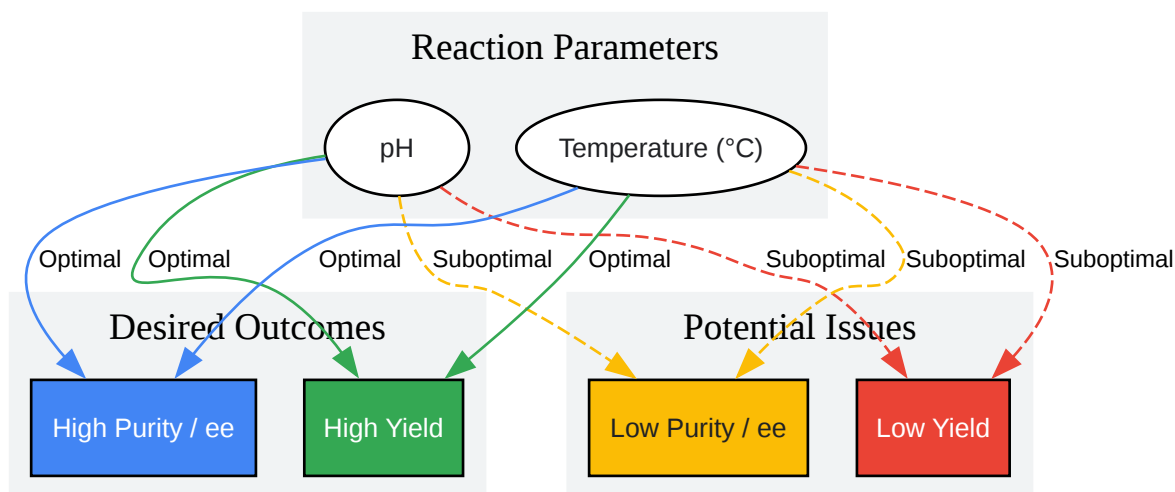 Reaction Parameters
pH
Temperature (°C)
Optimal
Optimal
Optimal
Suboptimal
Optimal
Suboptimal
Suboptimal
Suboptimal
Desired Outcomes
Potential Issues
High Purity / ee
High Yield
Low Purity / ee
Low Yield